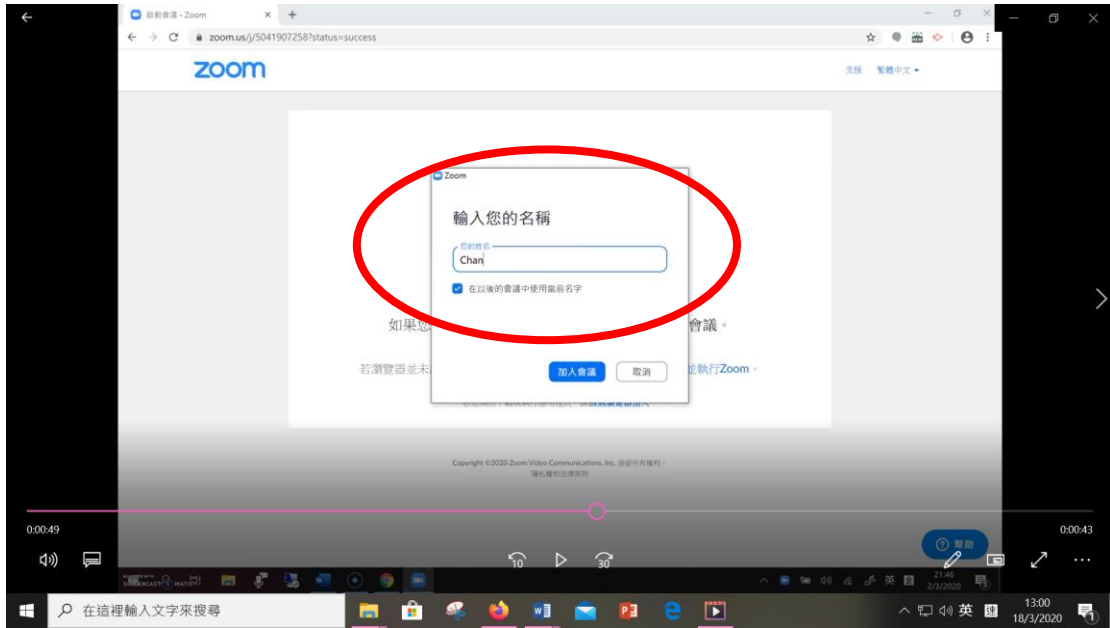 啟動會議 - Zoom
zoom.us/j/5041907258?status=success
zoom
支援 繁體中文
Zoom
輸入您的名稱
您的姓名
Chan
在以後的會議中使用當前名字
如果您
會議。
若瀏覽器並未
並執行Zoom。
加入會議 取消
Copyright ©2020 Zoom Video Communications, Inc. 保留所有權利。
隱私權和法律原則
0:00:49
0:00:43
幫助
10
30
SCREENCAST MATIC
英
21:46
2/3/2020
在這裡輸入文字來搜尋
英
13:00
18/3/2020
1